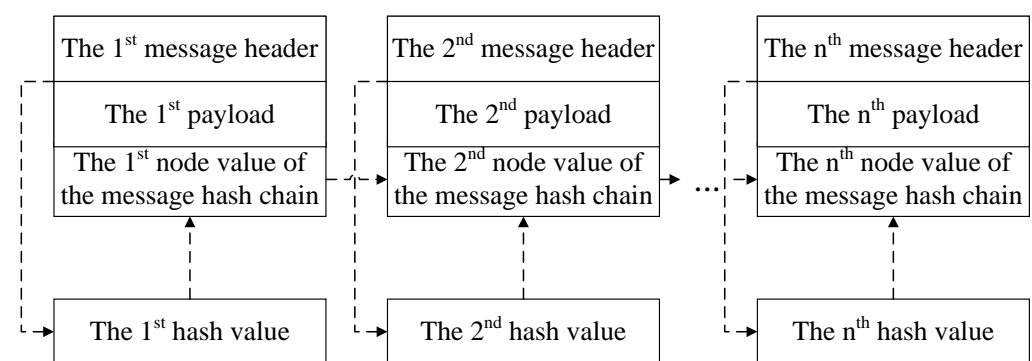 The 1st message header
The 1st payload
The 1st node value of
the message hash chain
The 1st hash value
The 2nd message header
The 2nd payload
The 2nd node value of
the message hash chain
The 2nd hash value
...
The nth message header
The nth payload
The nth node value of
the message hash chain
The nth hash value